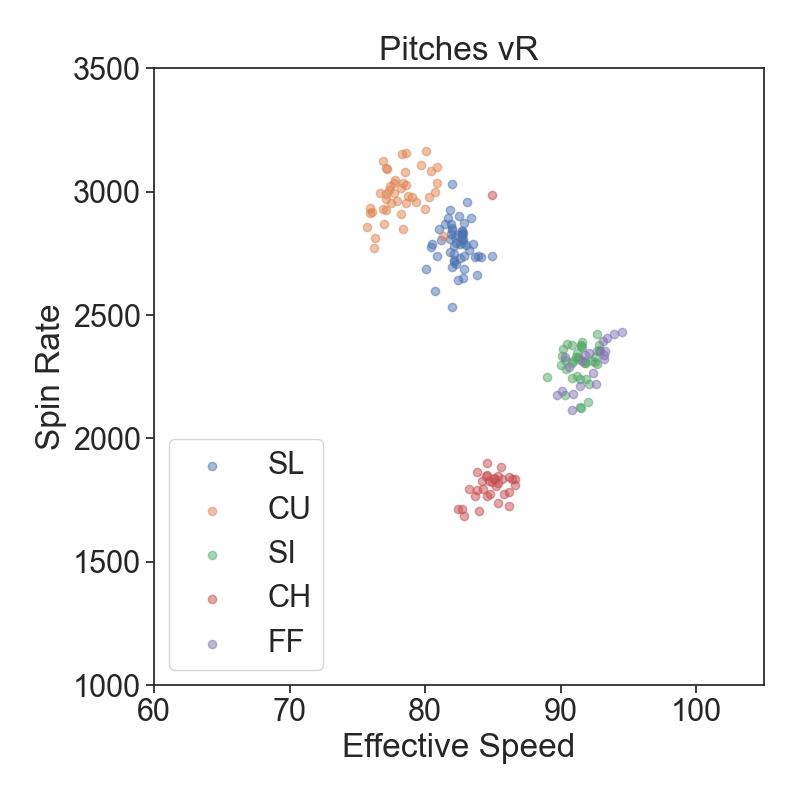 Pitches vR
3500
3000
2500
2000
1500
1000
Spin Rate
SL
CU
SI
CH
FF
60 70 80 90 100
Effective Speed